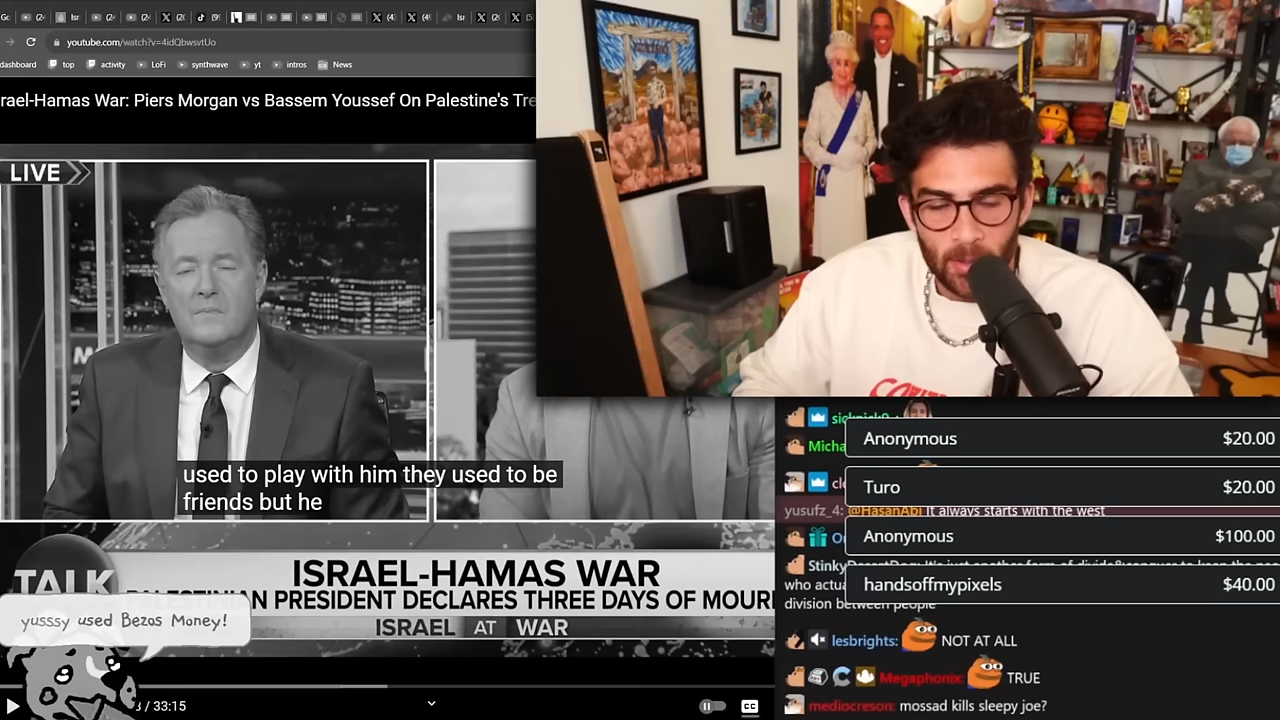 youtube.com/watch?v=4idQbwsvtUo
dashboard top activity LoFi synthwave yt intros News
rael-Hamas War: Piers Morgan vs Bassem Youssef On Palestine's Tre
LIVE
used to play with him they used to be
friends but he
ISRAEL-HAMAS WAR
PALESTINIAN PRESIDENT DECLARES THREE DAYS OF MOURN
ISRAEL AT WAR
TALK
yusssy used Bezos Money!
/ 33:15
CC
Anonymous $20.00
Turo $20.00
yusufz_4: @HasanAbi It always starts with the west
Anonymous $100.00
who actua
handsoffmypixels $40.00
division between people
lesbrights: NOT AT ALL
Megaphonix: TRUE
mediocreson: mossad kills sleepy joe?